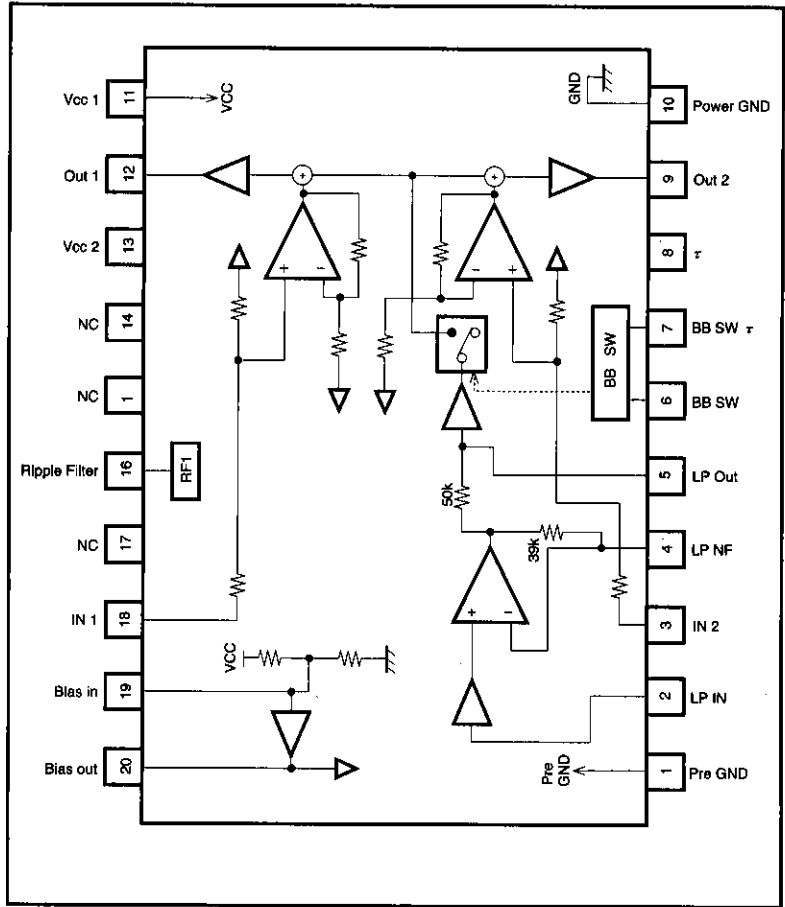 Vcc 1
11
VCC
Out 1
12
Vcc 2
13
NC
14
NC
1
Ripple Filter
16
RF1
NC
17
IN 1
18
Bias in
19
VCC
Bias out
20
GND
10
Power GND
9
Out 2
8
τ
7
BB SW τ
BB SW
6
BB SW
5
LP Out
50k
39k
4
LP NF
3
IN 2
2
LP IN
Pre
GND
1
Pre GND